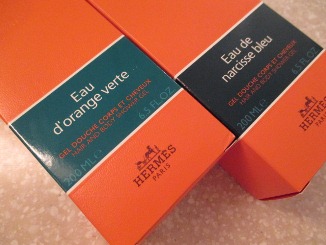 Eau
d'orange verte
GEL DOUCHE CORPS ET CHEVEUX
HAIR AND BODY SHOWER GEL
200 ML ℮ 6.5 FL.OZ
HERMÈS
PARIS
Eau de
narcisse bleu
GEL DOUCHE CORPS ET CHEVEUX
HAIR AND BODY SHOWER GEL
200 ML ℮ 6.5 FL.OZ
HERMÈS
PARIS